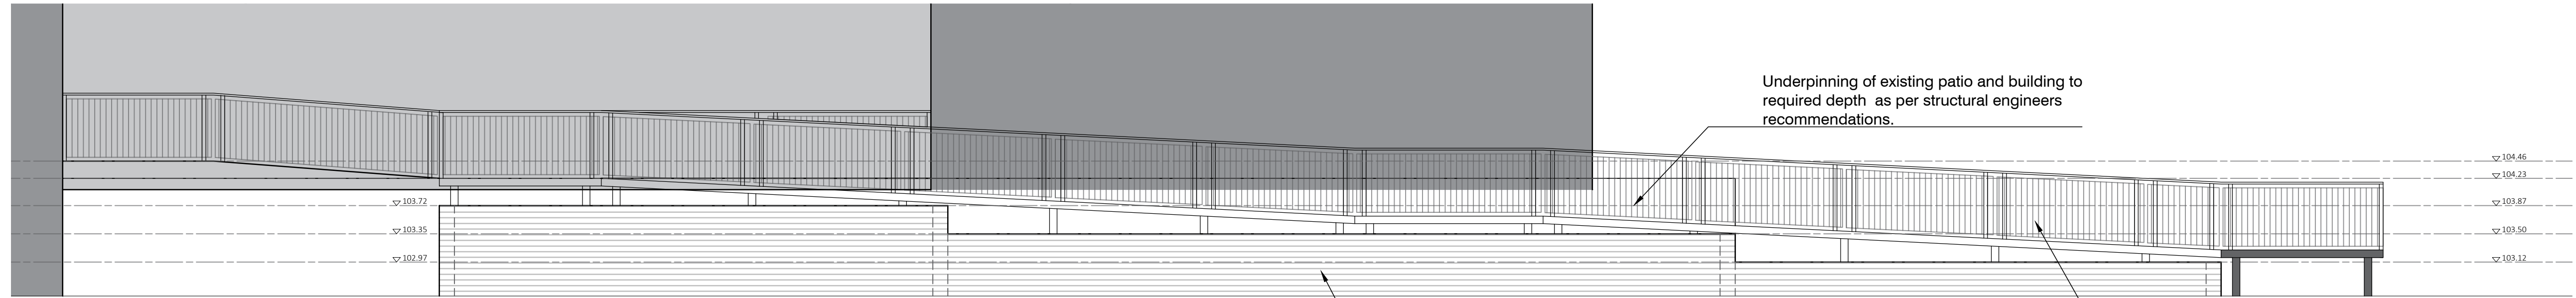 Underpinning of existing patio and building to
required depth as per structural engineers
recommendations.
104.46
104.23
103.72
103.87
103.35
103.50
102.97
103.12